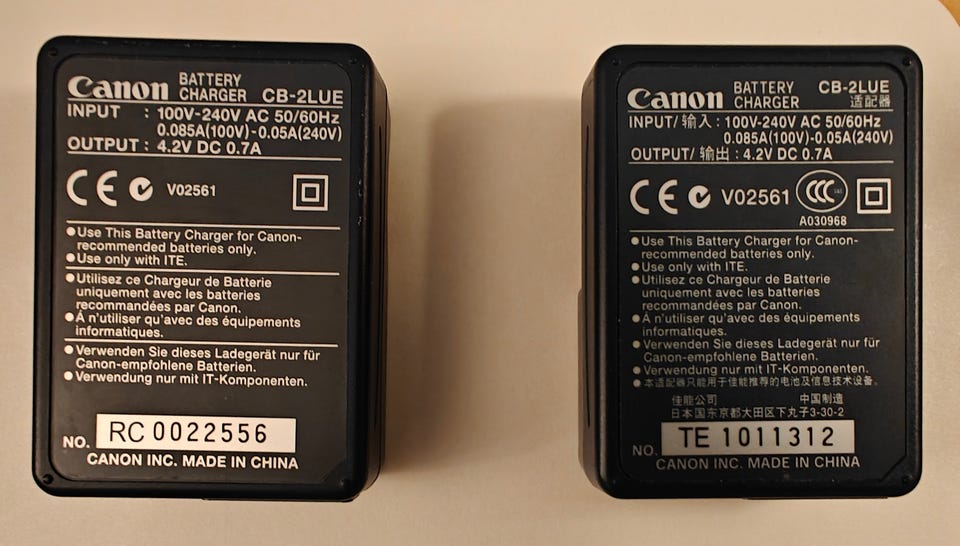 Canon BATTERY CHARGER CB-2LUE
INPUT : 100V-240V AC 50/60Hz
0.085A(100V)-0.05A(240V)
OUTPUT : 4.2V DC 0.7A
CE V02561
●Use This Battery Charger for Canon-
recommended batteries only.
●Use only with ITE.
●Utilisez ce Chargeur de Batterie
uniquement avec les batteries
recommandées par Canon.
●À n'utiliser qu'avec des équipements
informatiques.
●Verwenden Sie dieses Ladegerät nur für
Canon-empfohlene Batterien.
●Verwendung nur mit IT-Komponenten.
NO. RC 0022556
CANON INC. MADE IN CHINA
Canon BATTERY CHARGER CB-2LUE
适配器
INPUT/输入 : 100V-240V AC 50/60Hz
0.085A(100V)-0.05A(240V)
OUTPUT/输出 : 4.2V DC 0.7A
CE V02561 CCC
A030968
●Use This Battery Charger for Canon-
recommended batteries only.
●Use only with ITE.
●Utilisez ce Chargeur de Batterie
uniquement avec les batteries
recommandées par Canon.
●À n'utiliser qu'avec des équipements
informatiques.
●Verwenden Sie dieses Ladegerät nur für
Canon-empfohlene Batterien.
●Verwendung nur mit IT-Komponenten.
●本适配器只能用于佳能推荐的电池及信息技术设备。
佳能公司 中国制造
日本国东京都大田区下丸子3-30-2
NO. TE 1011312
CANON INC. MADE IN CHINA